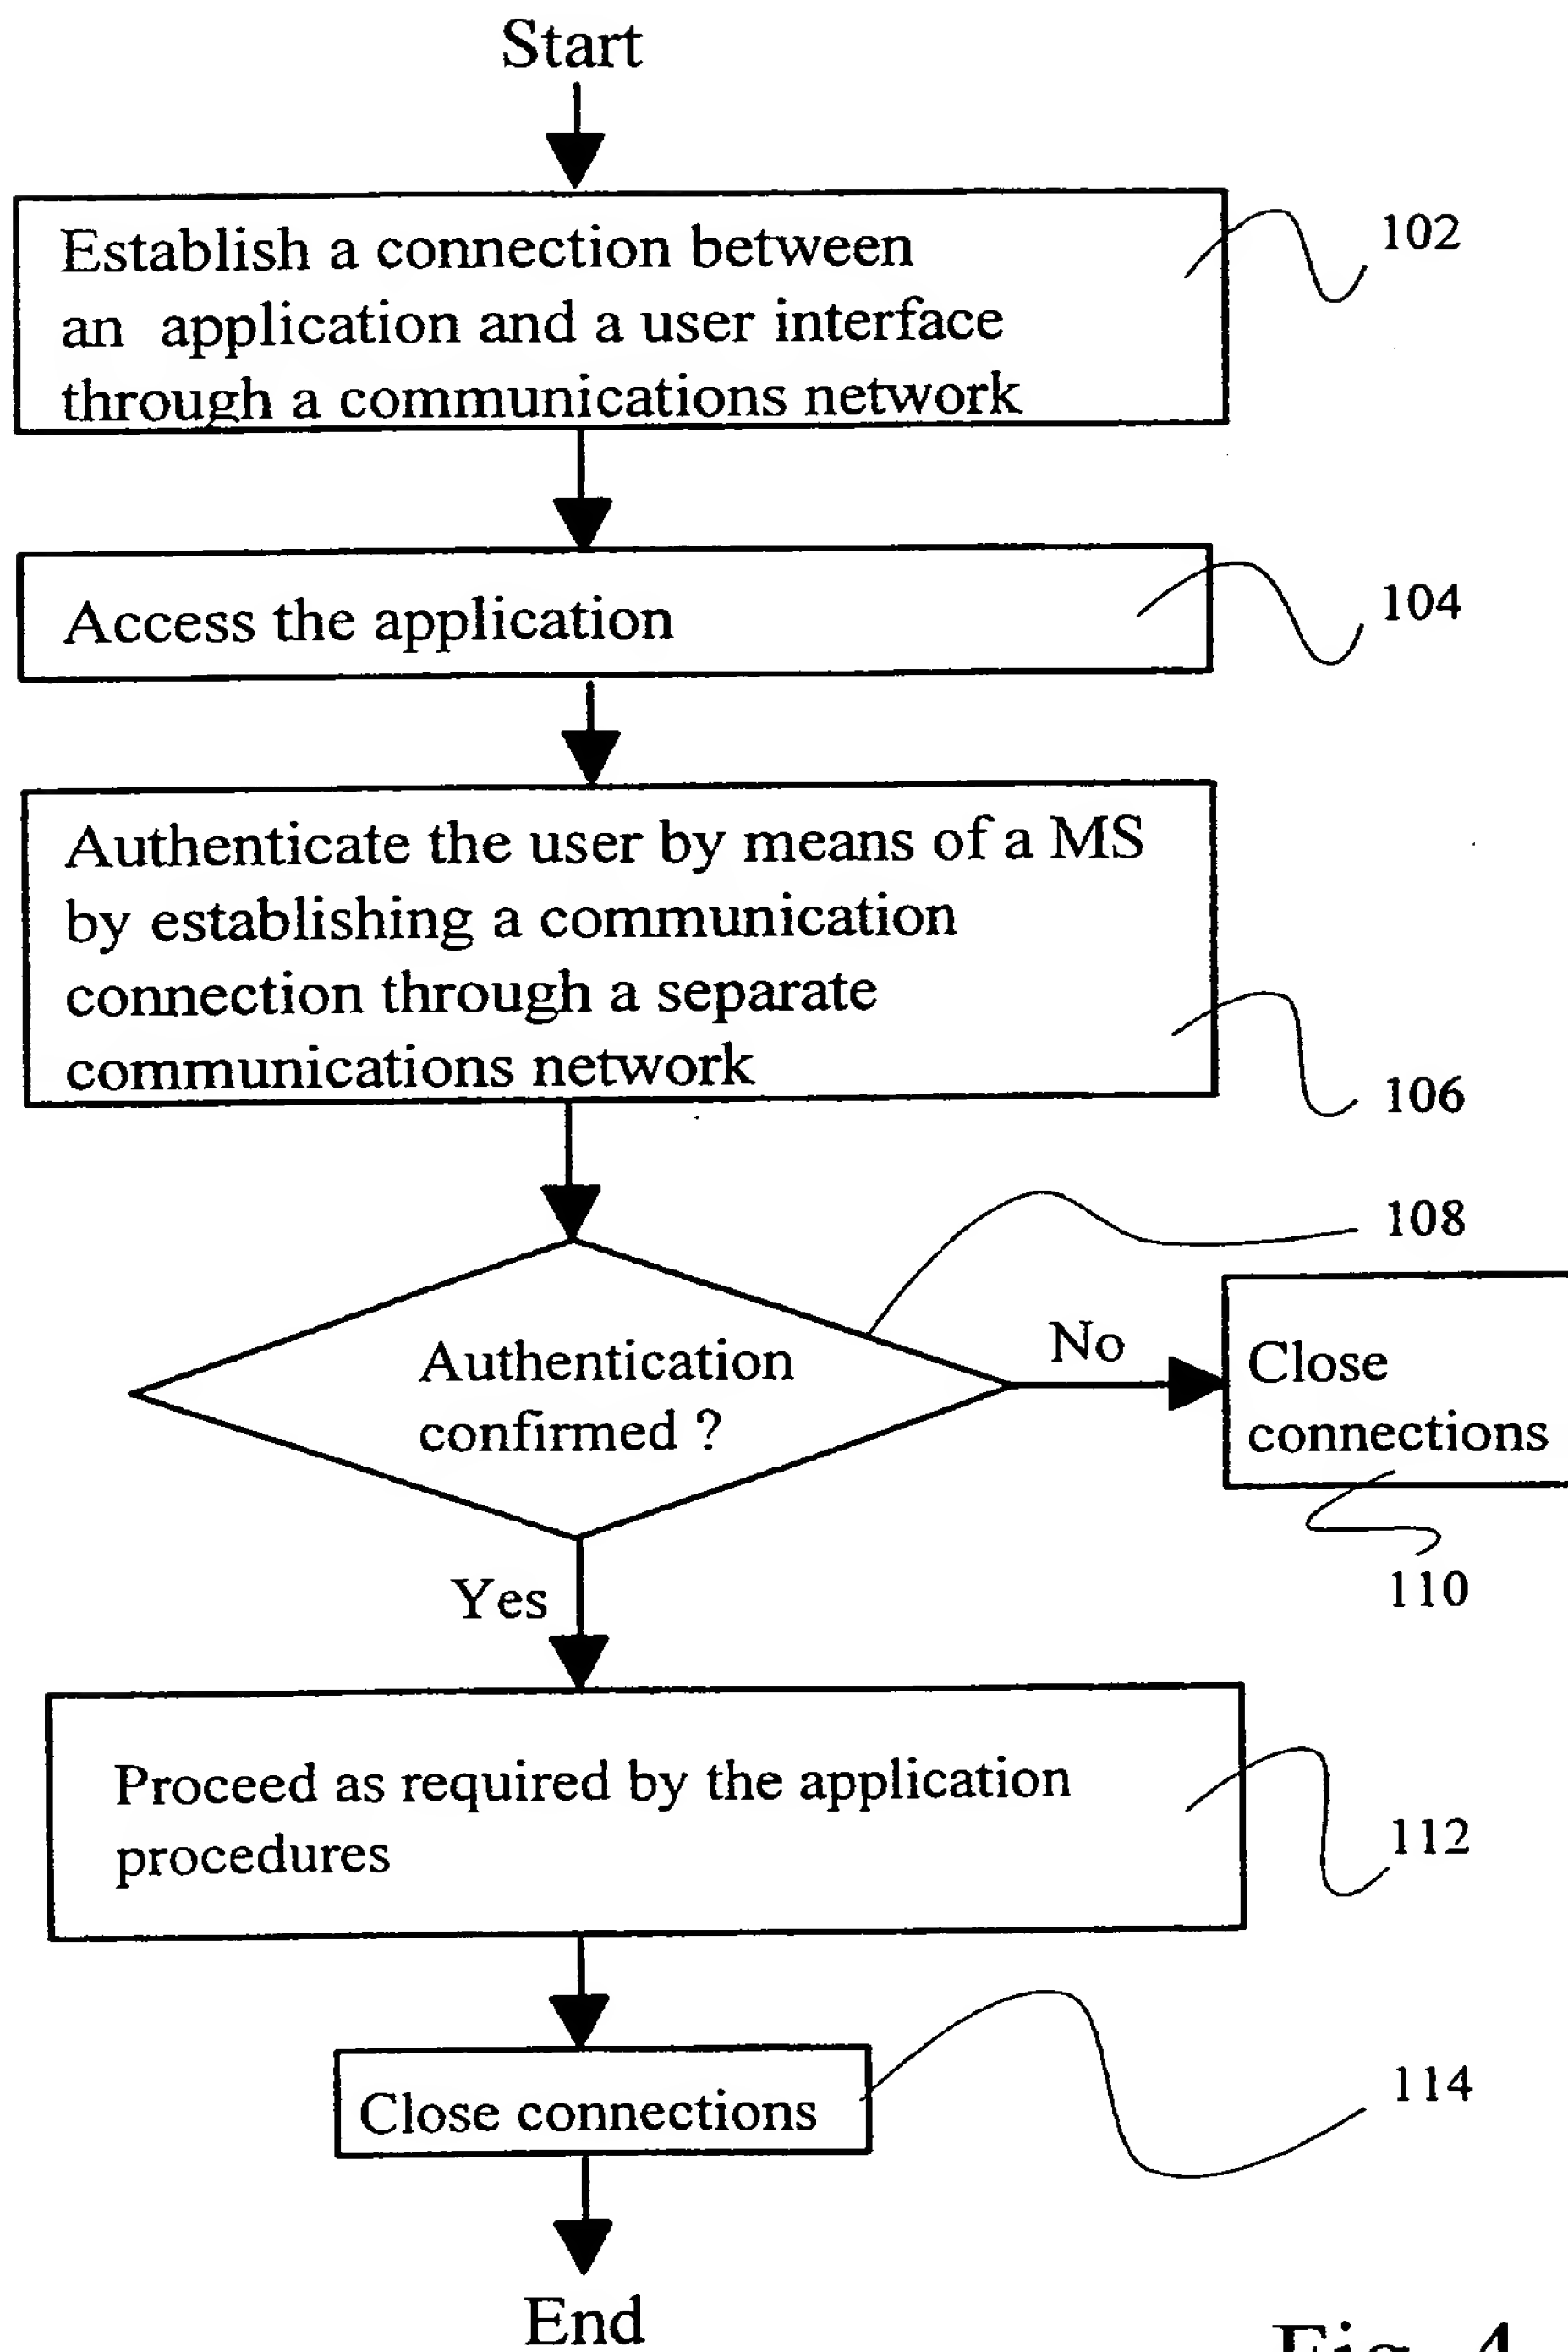 Start
Establish a connection between
an application and a user interface
through a communications network
102
Access the application
104
Authenticate the user by means of a MS
by establishing a communication
connection through a separate
communications network
106
108
Authentication
confirmed ?
No
Close
connections
110
Yes
Proceed as required by the application
procedures
112
Close connections
114
End
Fig. 4